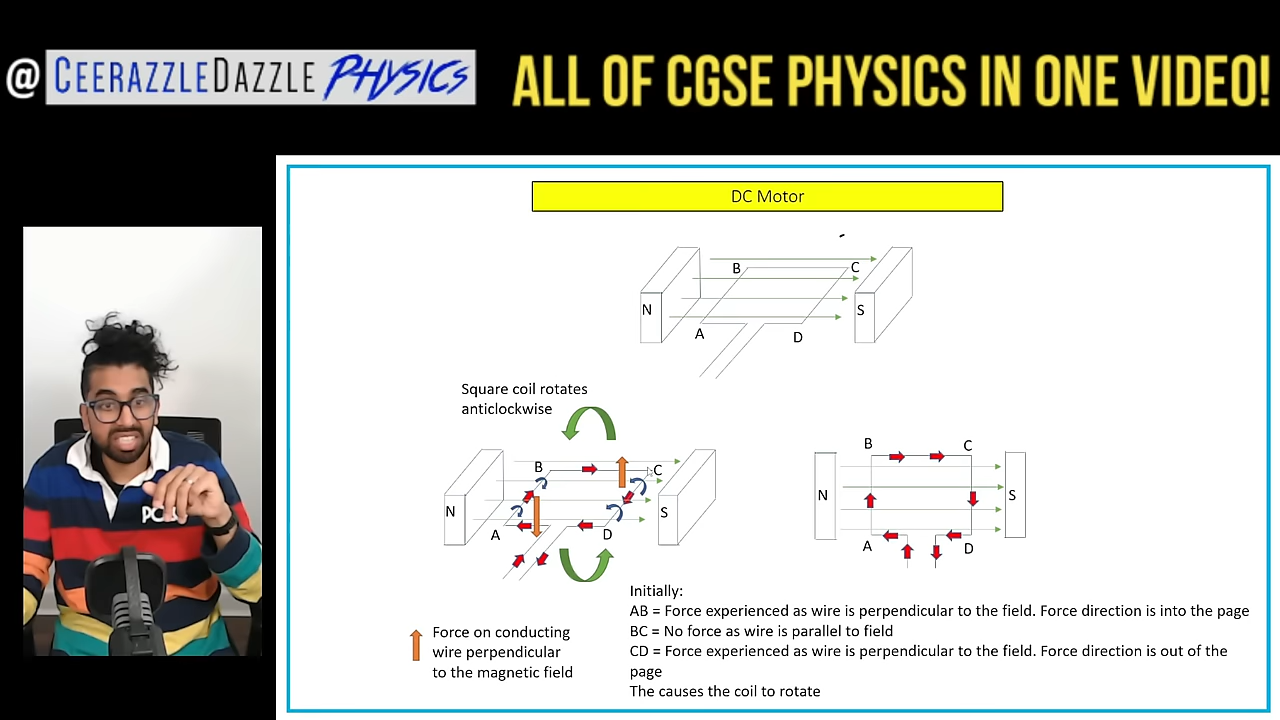 @ CEERAZZLEDAZZLE PHYSICS
ALL OF CGSE PHYSICS IN ONE VIDEO!
DC Motor
B
C
N
S
A
D
Square coil rotates
anticlockwise
B
C
N
S
A
D
B
C
N
S
A
D
Force on conducting
wire perpendicular
to the magnetic field
Initially:
AB = Force experienced as wire is perpendicular to the field. Force direction is into the page
BC = No force as wire is parallel to field
CD = Force experienced as wire is perpendicular to the field. Force direction is out of the
page
The causes the coil to rotate